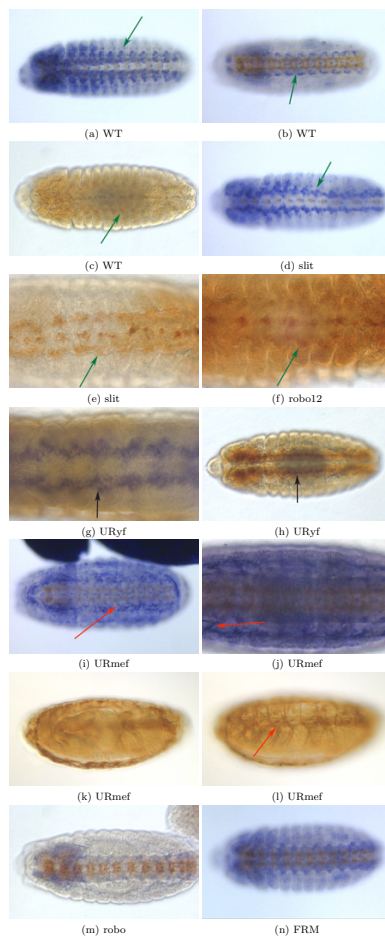 (a) WT
(b) WT
(c) WT
(d) slit
(e) slit
(f) robo12
(g) URyf
(h) URyf
(i) URmef
(j) URmef
(k) URmef
(l) URmef
(m) robo
(n) FRM